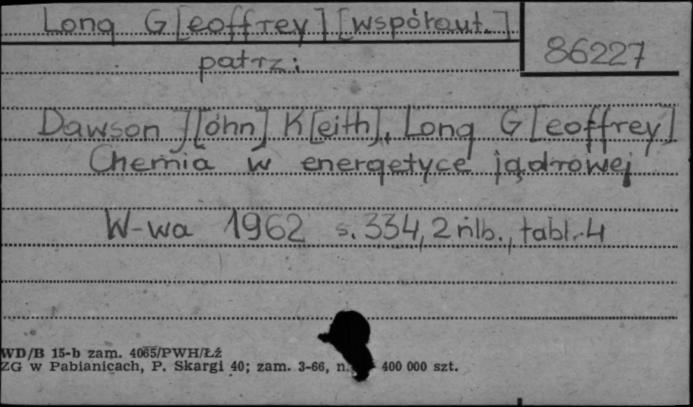 Long G[eoffrey] [współaut.]
86227
patrz:
Dawson J[ohn] K[eith], Long G[eoffrey]
Chemia w energetyce jądrowej
W-wa 1962 s. 334, 2 nlb., tabl. 4
WD/B 15-b zam. 4065/PWH/Łź
ZG w Pabianicach, P. Skargi 40; zam. 3-66, n. 400 000 szt.